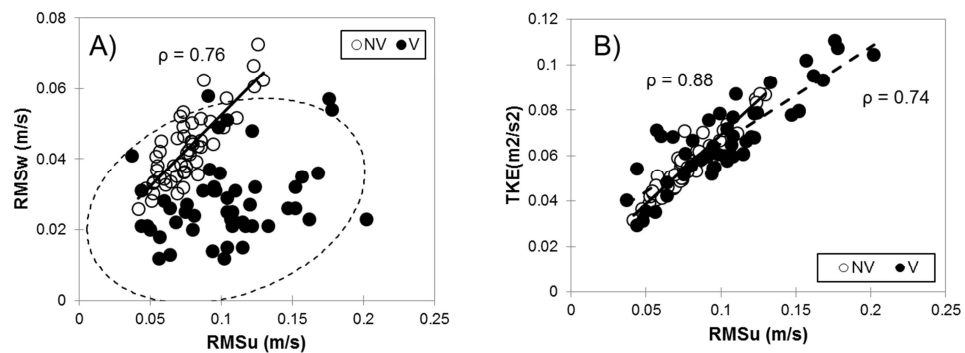 A)
ρ = 0.76
NV V
RMSw (m/s)
0.08
0.06
0.04
0.02
0
0 0.05 0.1 0.15 0.2 0.25
RMSu (m/s)
B)
ρ = 0.88
ρ = 0.74
NV V
TKE(m2/s2)
0.12
0.1
0.08
0.06
0.04
0.02
0
0 0.05 0.1 0.15 0.2 0.25
RMSu (m/s)